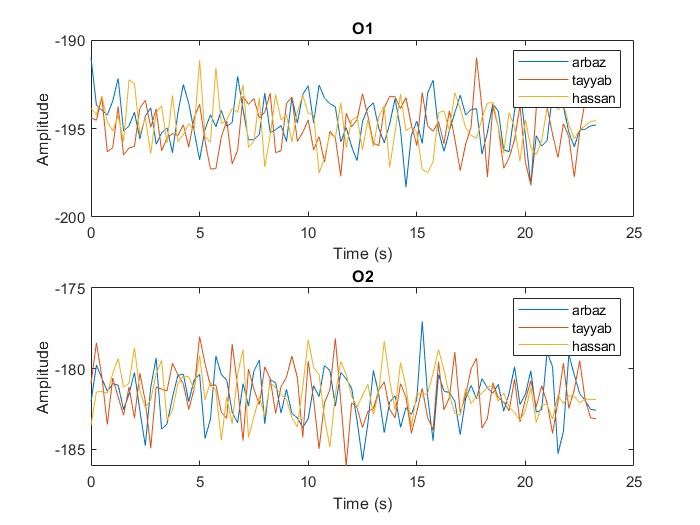 O1
-190
-195
-200
Amplitude
arbaz
tayyab
hassan
0 5 10 15 20 25
Time (s)
O2
-175
-180
-185
Amplitude
arbaz
tayyab
hassan
0 5 10 15 20 25
Time (s)